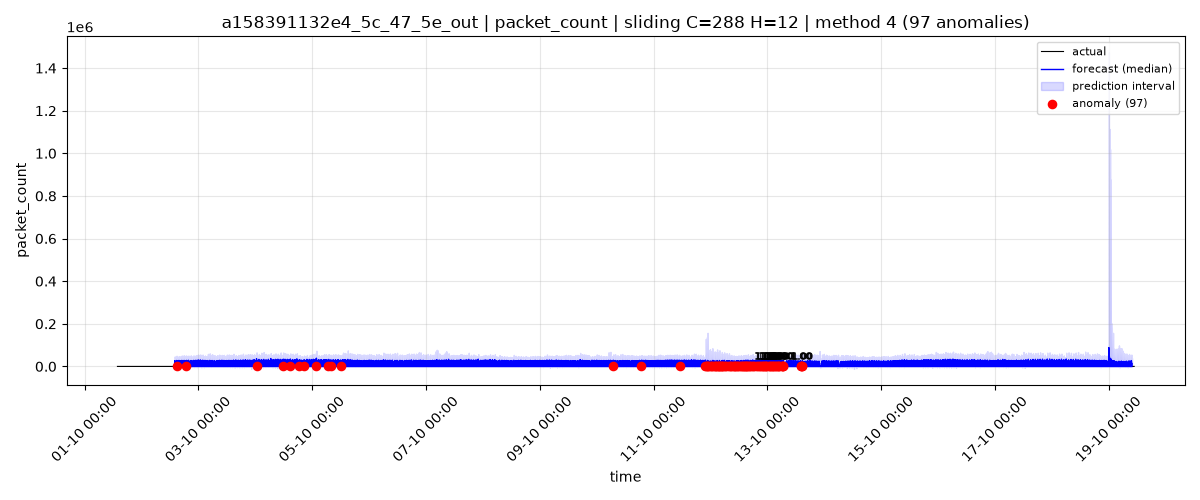 a158391132e4_5c_47_5e_out | packet_count | sliding C=288 H=12 | method 4 (97 anomalies)
1e6
actual
forecast (median)
prediction interval
anomaly (97)
1.4
1.2
1.0
0.8
0.6
0.4
0.2
0.0
packet_count
01-10 00:00
03-10 00:00
05-10 00:00
07-10 00:00
09-10 00:00
11-10 00:00
13-10 00:00
15-10 00:00
17-10 00:00
19-10 00:00
time